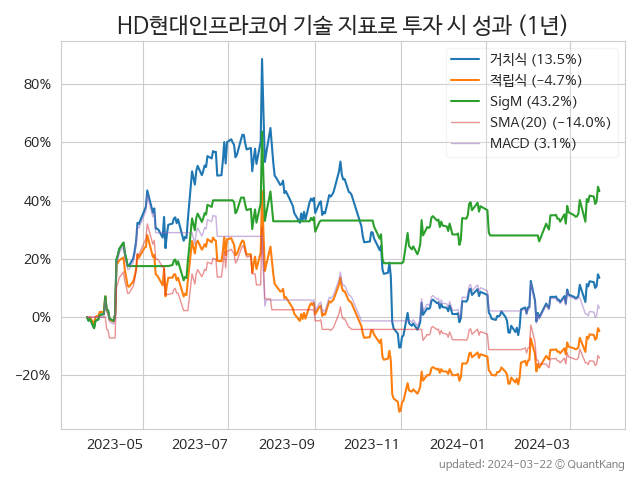 HD현대인프라코어 기술 지표로 투자 시 성과 (1년)
거치식 (13.5%)
적립식 (−4.7%)
SigM (43.2%)
SMA(20) (−14.0%)
MACD (3.1%)
80%
60%
40%
20%
0%
−20%
2023-05 2023-07 2023-09 2023-11 2024-01 2024-03
updated: 2024-03-22 © QuantKang